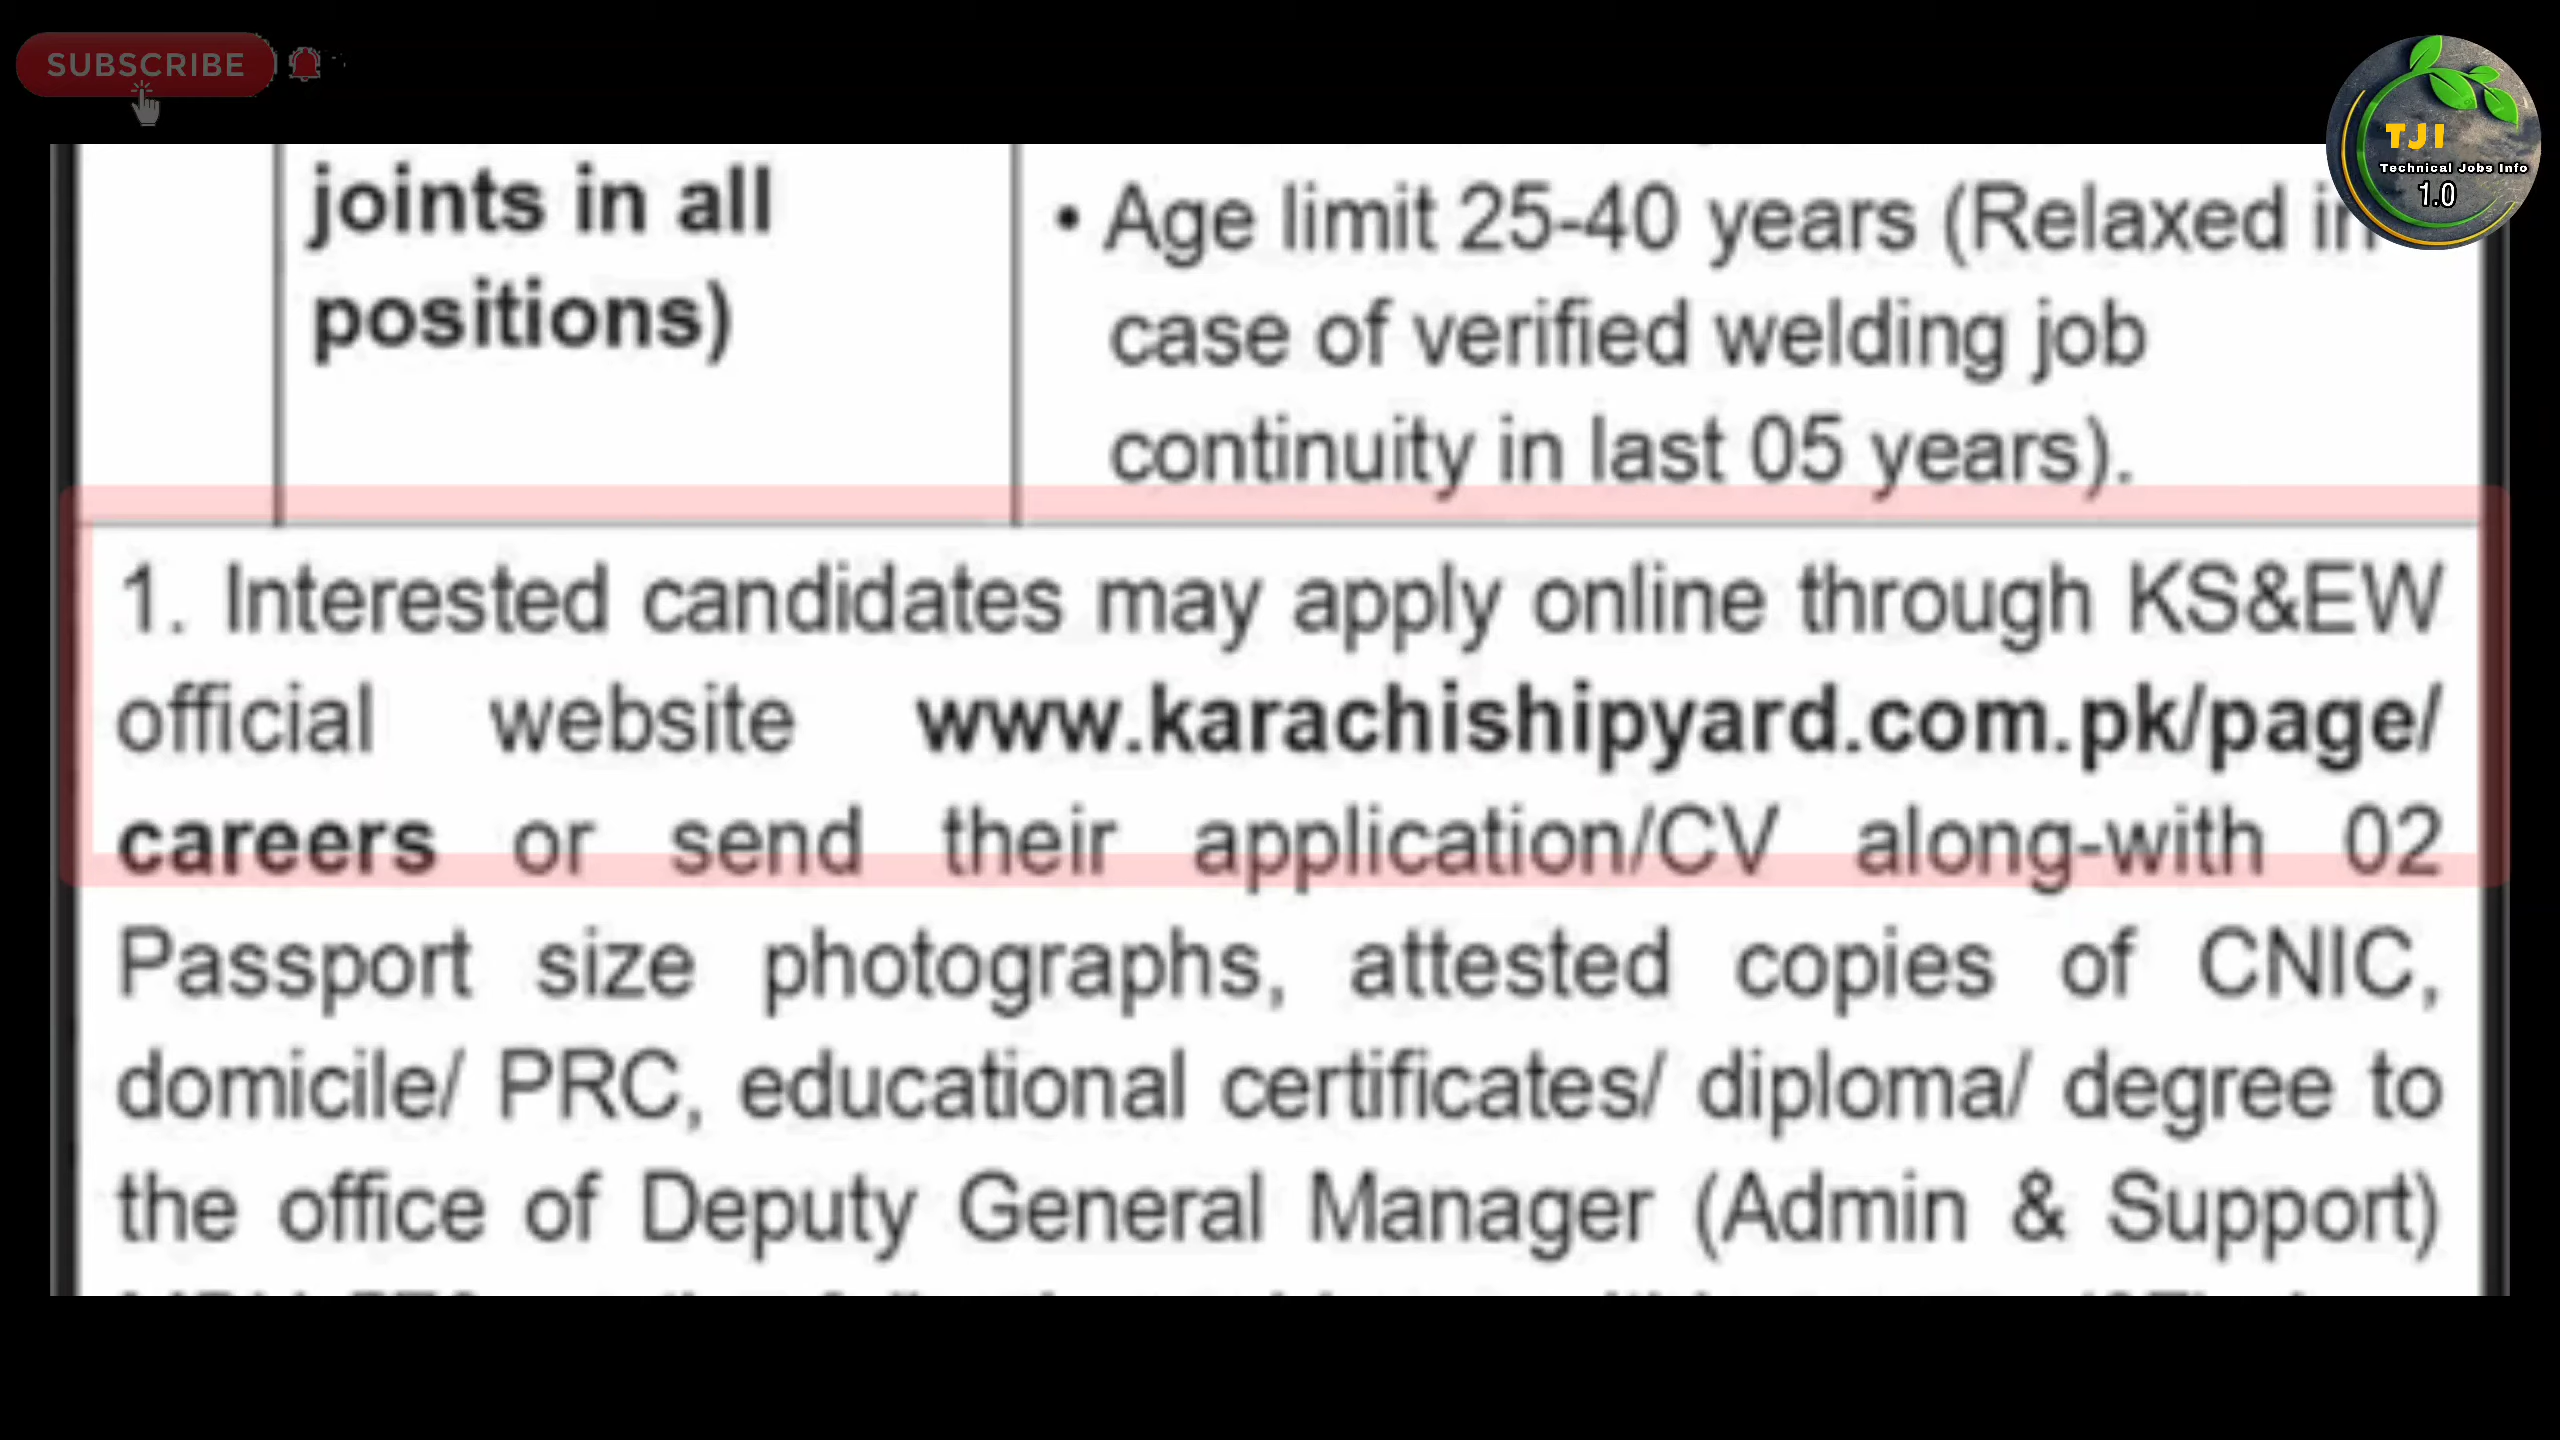 SUBSCRIBE
TJI
Technical Jobs Info
1.0
joints in all
positions)
• Age limit 25-40 years (Relaxed in
case of verified welding job
continuity in last 05 years).
1. Interested candidates may apply online through KS&EW
official website www.karachishipyard.com.pk/page/
careers or send their application/CV along-with 02
Passport size photographs, attested copies of CNIC,
domicile/ PRC, educational certificates/ diploma/ degree to
the office of Deputy General Manager (Admin & Support)